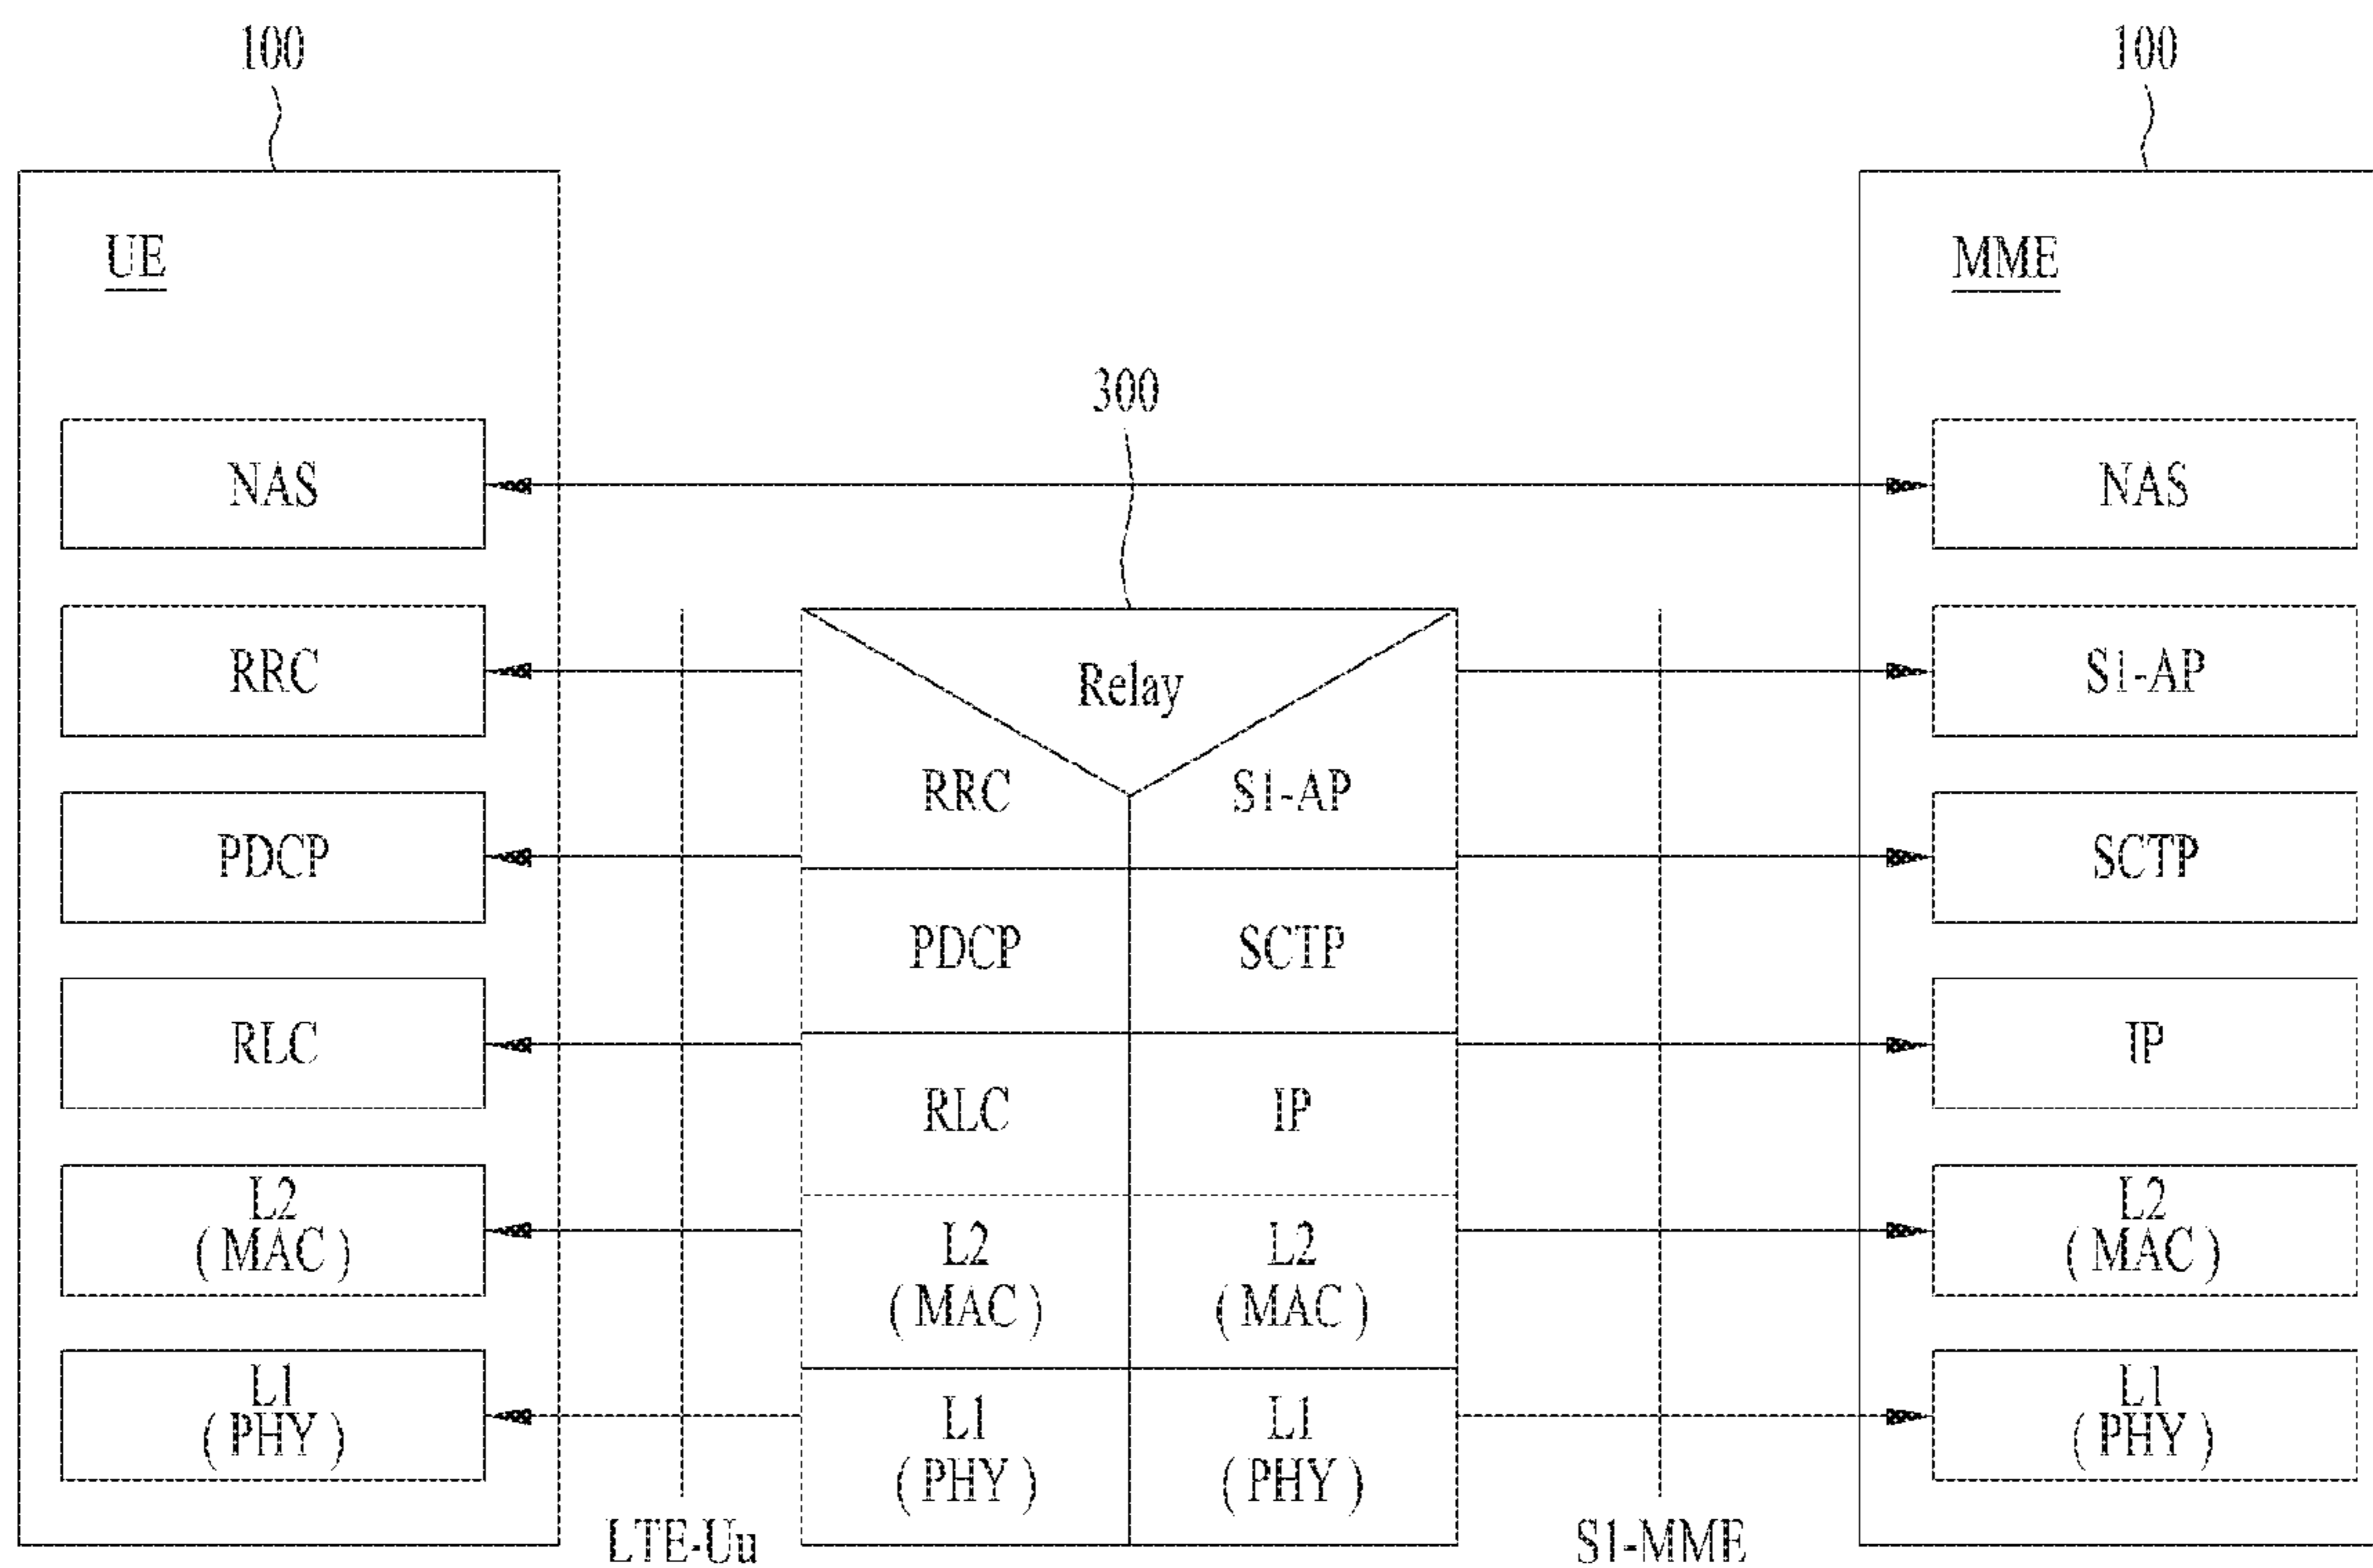 100
100
UE
MME
300
NAS
NAS
RRC
Relay
S1-AP
RRC
S1-AP
PDCP
SCTP
PDCP
SCTP
RLC
IP
RLC
IP
L2
( MAC )
L2
( MAC )
L2
( MAC )
L2
( MAC )
L1
( PHY )
L1
( PHY )
L1
( PHY )
L1
( PHY )
LTE-Uu
S1-MME